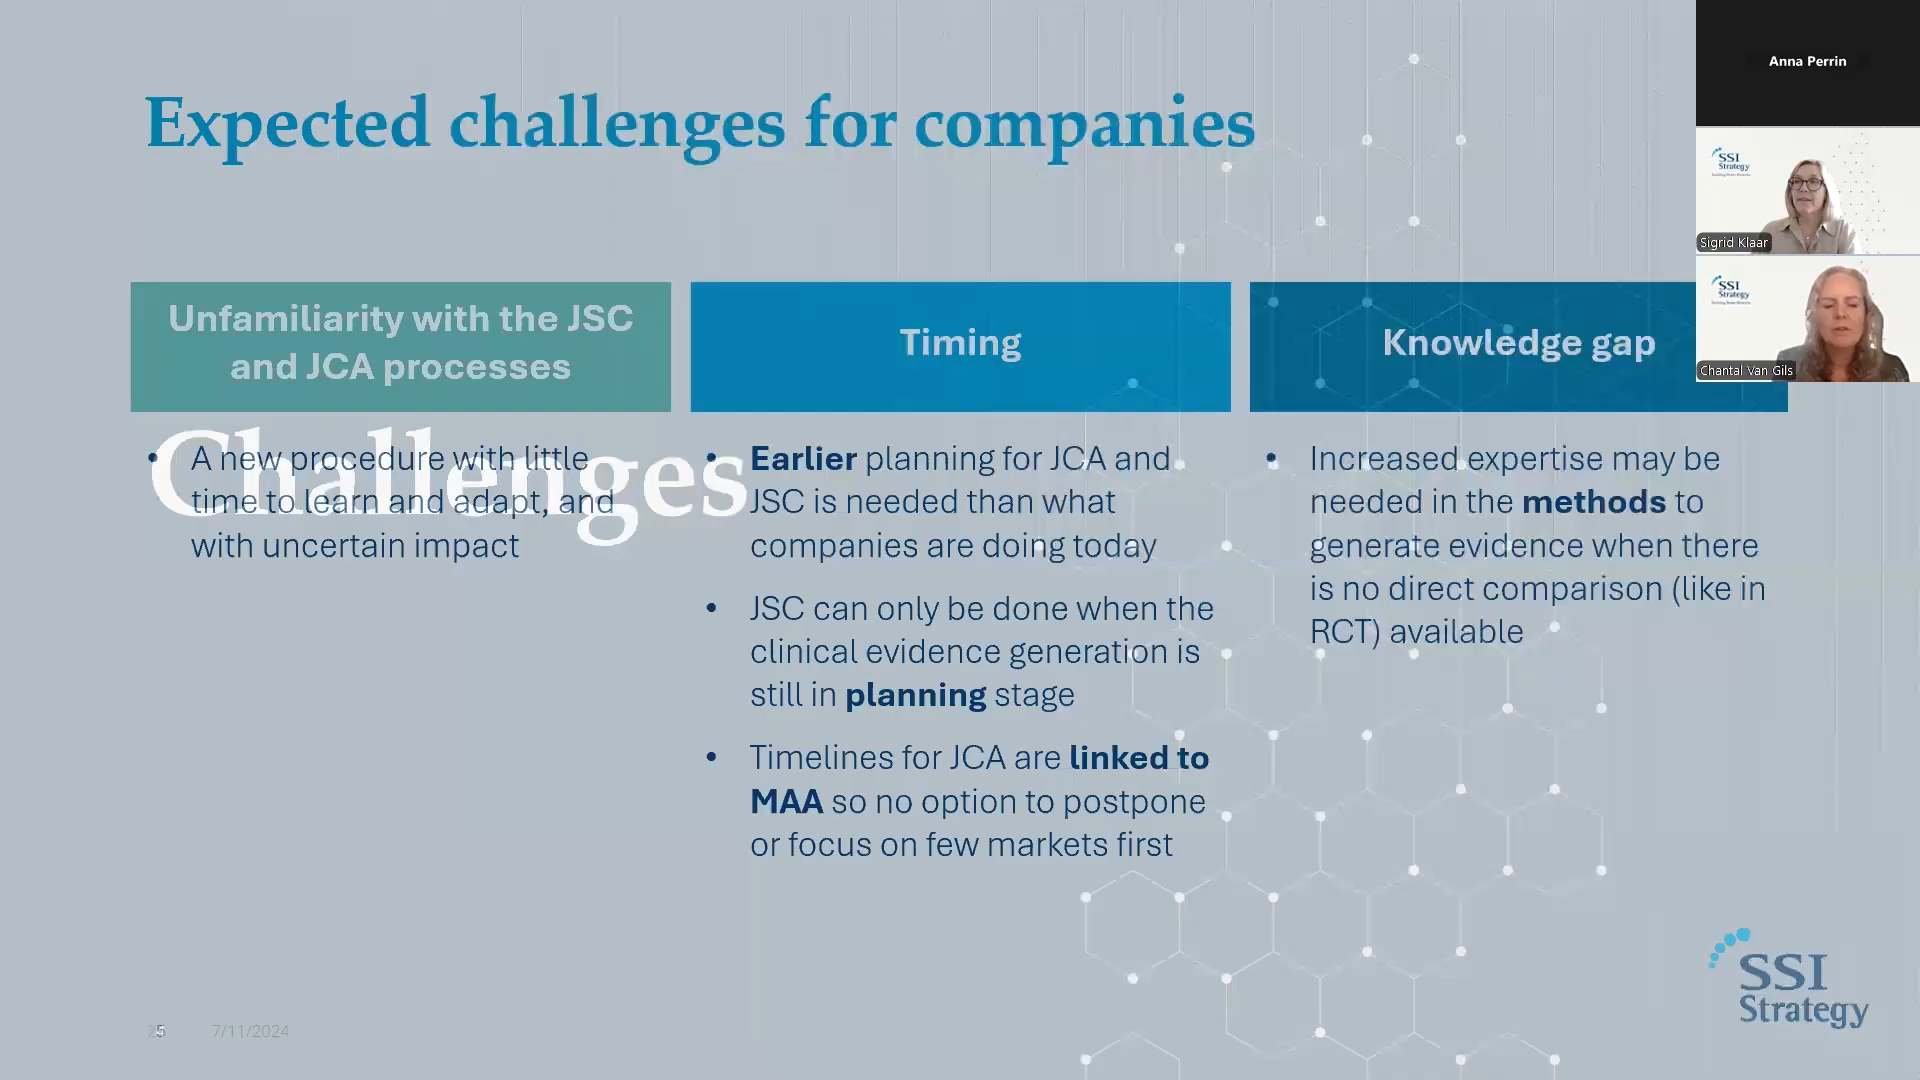 Expected challenges for companies
Anna Perrin
SSI
Strategy
Sigrid Klaar
SSI
Strategy
Chantal Van Gils
Unfamiliarity with the JSC
and JCA processes
Timing
Knowledge gap
Challenges
• A new procedure with little
time to learn and adapt, and
with uncertain impact
• Earlier planning for JCA and
JSC is needed than what
companies are doing today
• JSC can only be done when the
clinical evidence generation is
still in planning stage
• Timelines for JCA are linked to
MAA so no option to postpone
or focus on few markets first
• Increased expertise may be
needed in the methods to
generate evidence when there
is no direct comparison (like in
RCT) available
7/11/2024
SSI
Strategy